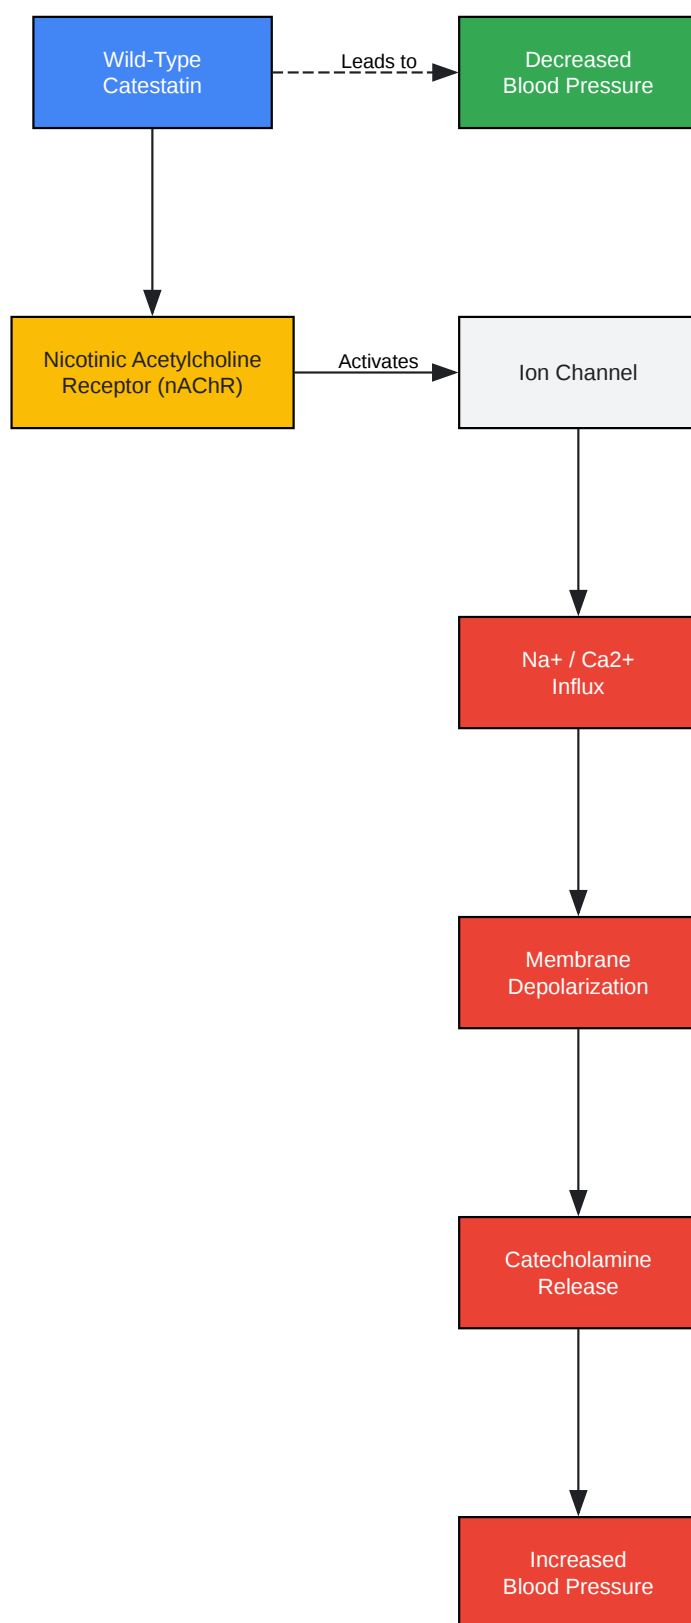 Wild-Type
Catestatin
Leads to
Decreased
Blood Pressure
Nicotinic Acetylcholine
Receptor (nAChR)
Activates
Ion Channel
Na+ / Ca2+
Influx
Membrane
Depolarization
Catecholamine
Release
Increased
Blood Pressure